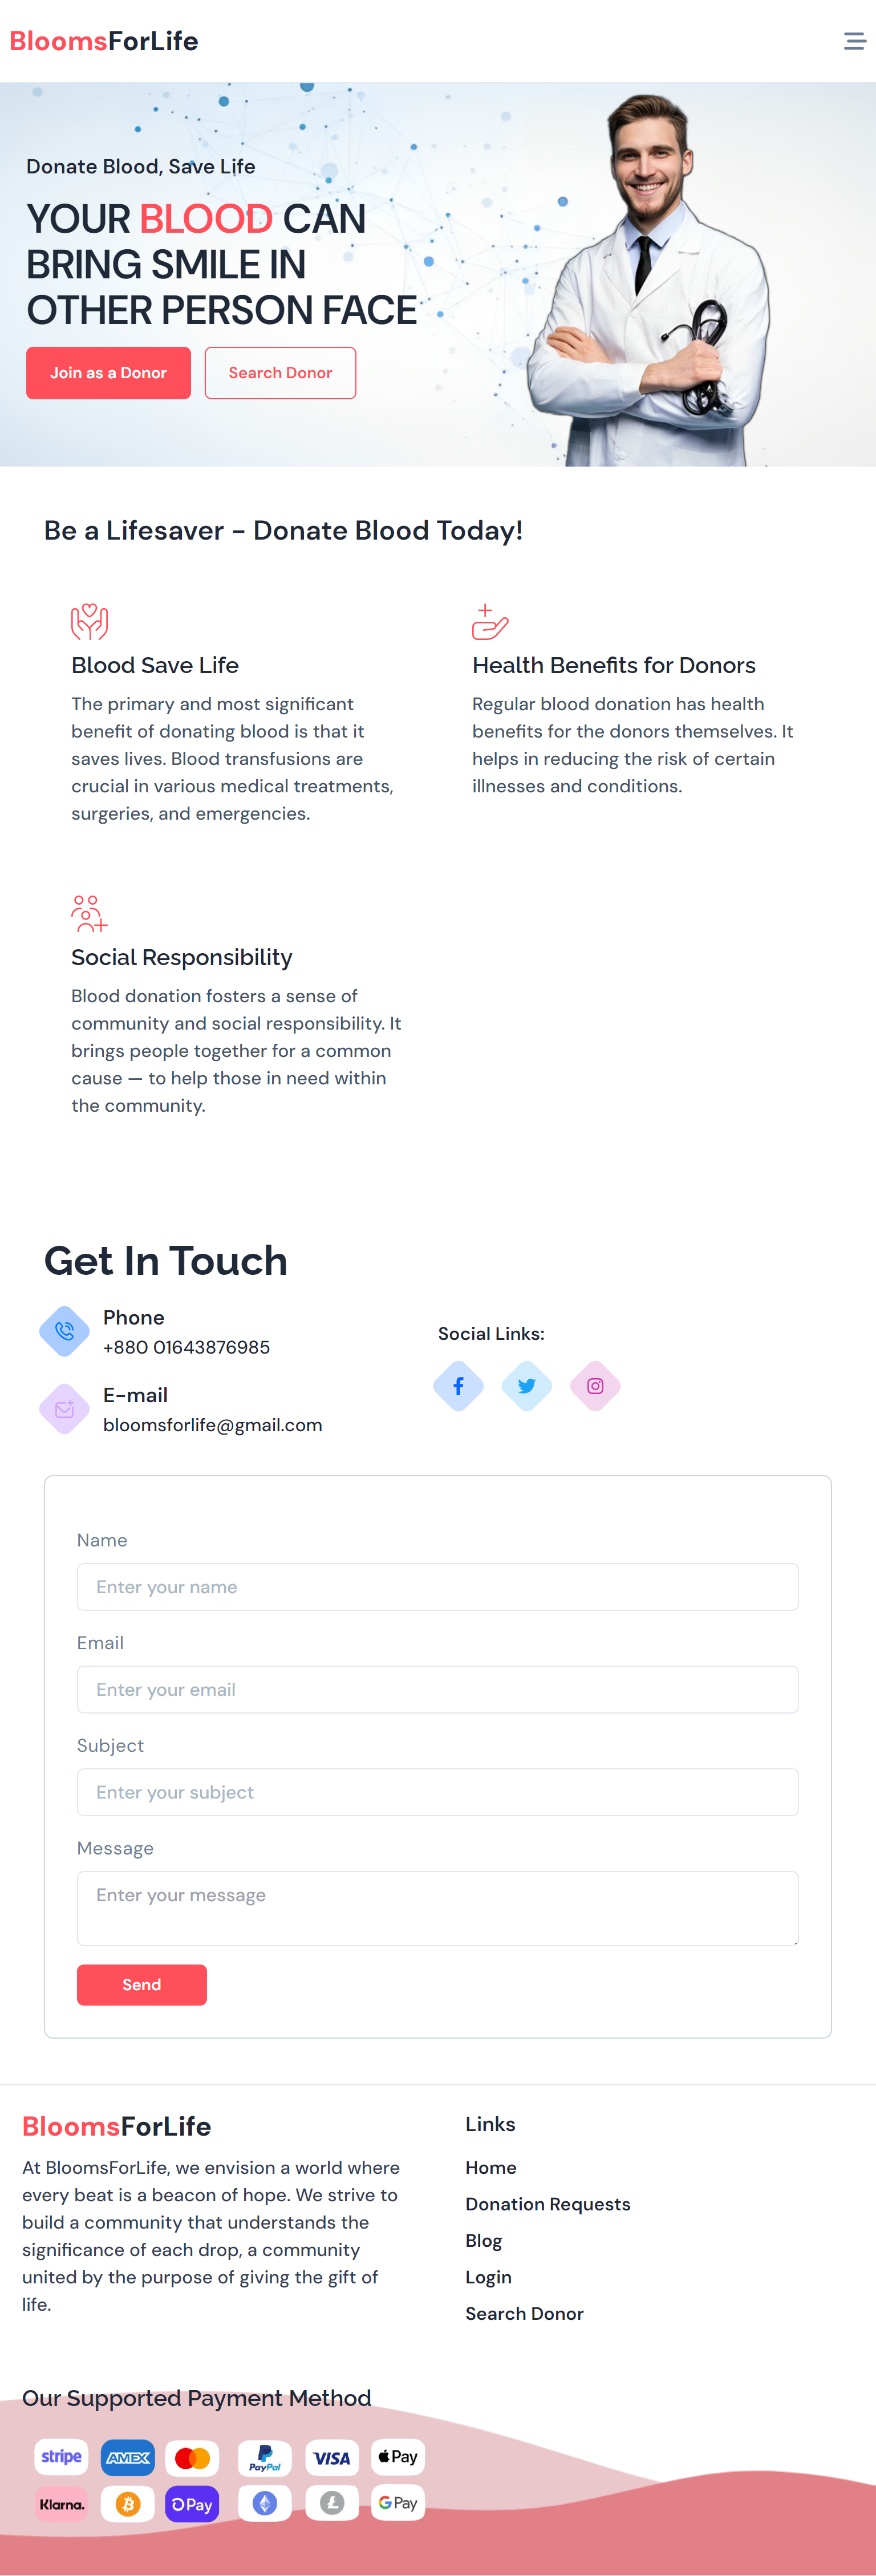 BloomsForLife
Donate Blood, Save Life
YOUR BLOOD CAN
BRING SMILE IN
OTHER PERSON FACE
Join as a Donor
Search Donor
Be a Lifesaver - Donate Blood Today!
Blood Save Life
The primary and most significant
benefit of donating blood is that it
saves lives. Blood transfusions are
crucial in various medical treatments,
surgeries, and emergencies.
Health Benefits for Donors
Regular blood donation has health
benefits for the donors themselves. It
helps in reducing the risk of certain
illnesses and conditions.
Social Responsibility
Blood donation fosters a sense of
community and social responsibility. It
brings people together for a common
cause — to help those in need within
the community.
Get In Touch
Phone
+880 01643876985
E-mail
bloomsforlife@gmail.com
Social Links:
Name
Enter your name
Email
Enter your email
Subject
Enter your subject
Message
Enter your message
Send
BloomsForLife
At BloomsForLife, we envision a world where
every beat is a beacon of hope. We strive to
build a community that understands the
significance of each drop, a community
united by the purpose of giving the gift of
life.
Links
Home
Donation Requests
Blog
Login
Search Donor
Our Supported Payment Method
stripe
AMEX
PayPal
VISA
Pay
Klarna.
Pay
G Pay